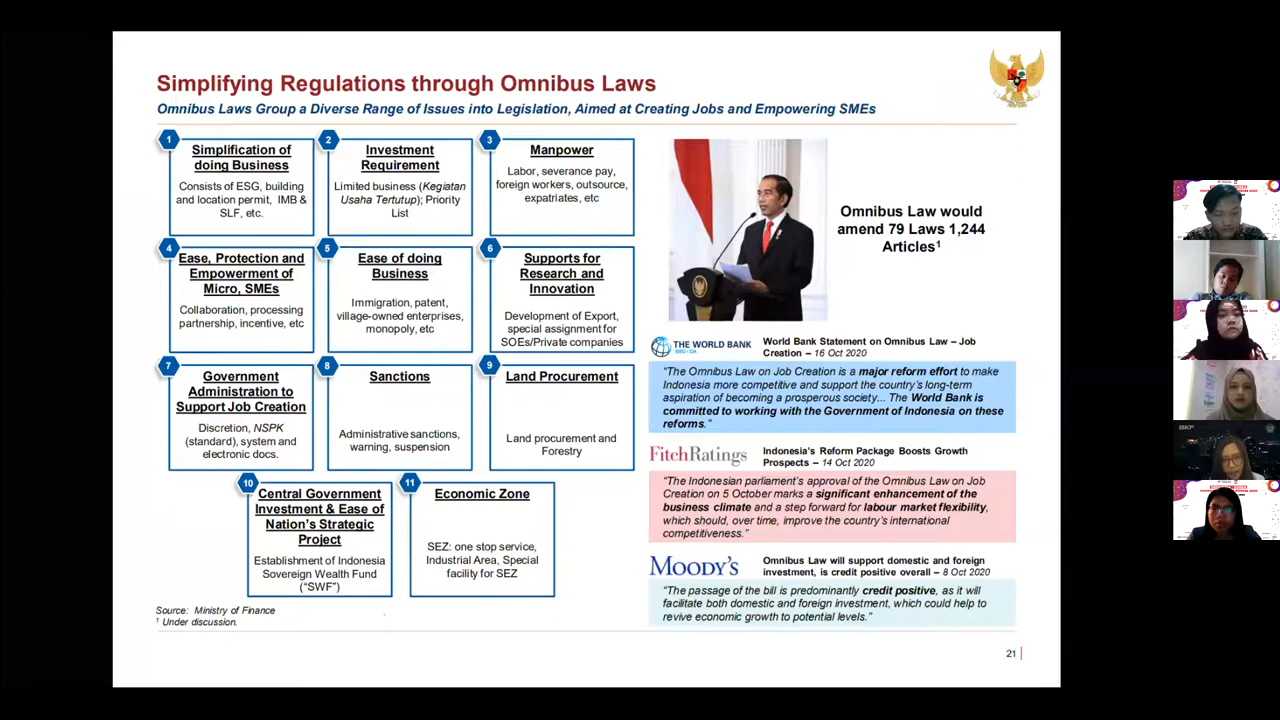 Simplifying Regulations through Omnibus Laws
Omnibus Laws Group a Diverse Range of Issues into Legislation, Aimed at Creating Jobs and Empowering SMEs
1
Simplification of
doing Business
Consists of ESG, building
and location permit, IMB &
SLF, etc.
2
Investment
Requirement
Limited business (Kegiatan
Usaha Tertutup); Priority
List
3
Manpower
Labor, severance pay,
foreign workers, outsource,
expatriates, etc
4
Ease, Protection and
Empowerment of
Micro, SMEs
Collaboration, processing
partnership, incentive, etc
5
Ease of doing
Business
Immigration, patent,
village-owned enterprises,
monopoly, etc
6
Supports for
Research and
Innovation
Development of Export,
special assignment for
SOEs/Private companies
7
Government
Administration to
Support Job Creation
Discretion, NSPK
(standard), system and
electronic docs.
8
Sanctions
Administrative sanctions,
warning, suspension
9
Land Procurement
Land procurement and
Forestry
10
Central Government
Investment & Ease of
Nation's Strategic
Project
Establishment of Indonesia
Sovereign Wealth Fund
("SWF")
11
Economic Zone
SEZ: one stop service,
Industrial Area, Special
facility for SEZ
Source: Ministry of Finance
¹ Under discussion.
Omnibus Law would
amend 79 Laws 1,244
Articles¹
THE WORLD BANK
IBRD • IDA
World Bank Statement on Omnibus Law – Job
Creation – 16 Oct 2020
"The Omnibus Law on Job Creation is a major reform effort to make
Indonesia more competitive and support the country's long-term
aspiration of becoming a prosperous society... The World Bank is
committed to working with the Government of Indonesia on these
reforms."
FitchRatings
Indonesia's Reform Package Boosts Growth
Prospects – 14 Oct 2020
"The Indonesian parliament's approval of the Omnibus Law on Job
Creation on 5 October marks a significant enhancement of the
business climate and a step forward for labour market flexibility,
which should, over time, improve the country's international
competitiveness."
MOODY'S
Omnibus Law will support domestic and foreign
investment, is credit positive overall – 8 Oct 2020
"The passage of the bill is predominantly credit positive, as it will
facilitate both domestic and foreign investment, which could help to
revive economic growth to potential levels."
21
BKF